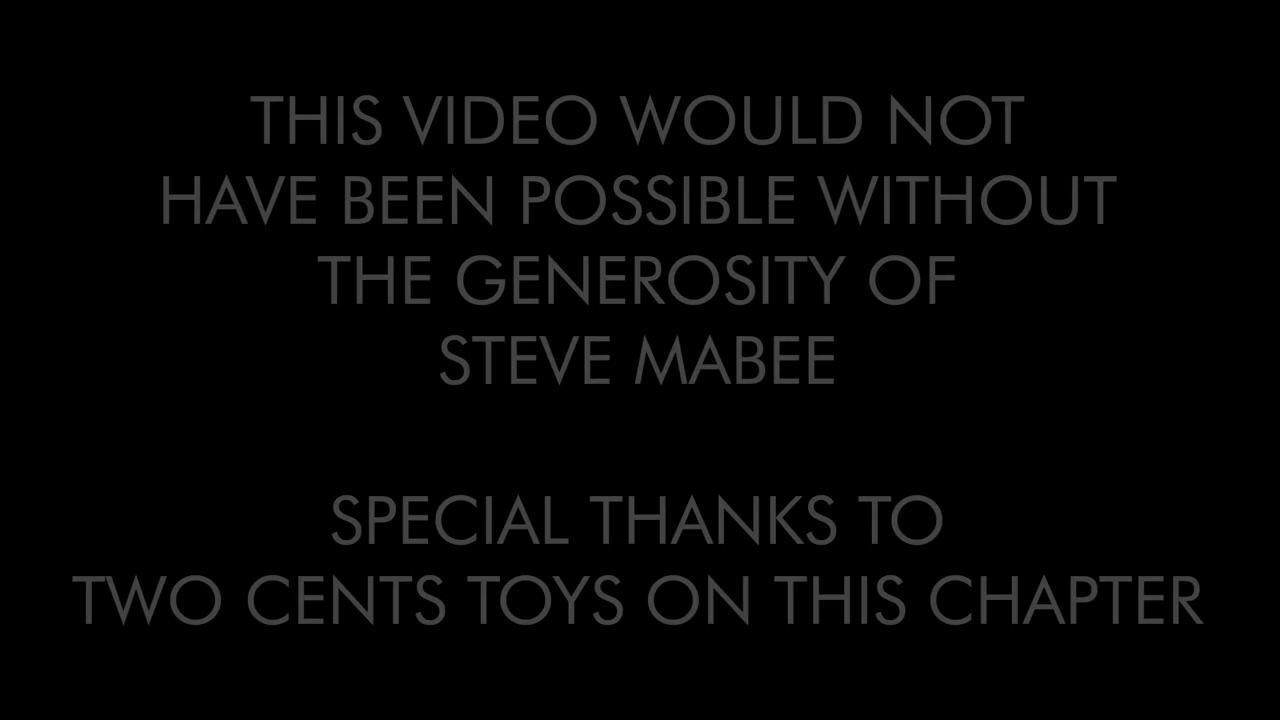 THIS VIDEO WOULD NOT
HAVE BEEN POSSIBLE WITHOUT
THE GENEROSITY OF
STEVE MABEE
SPECIAL THANKS TO
TWO CENTS TOYS ON THIS CHAPTER